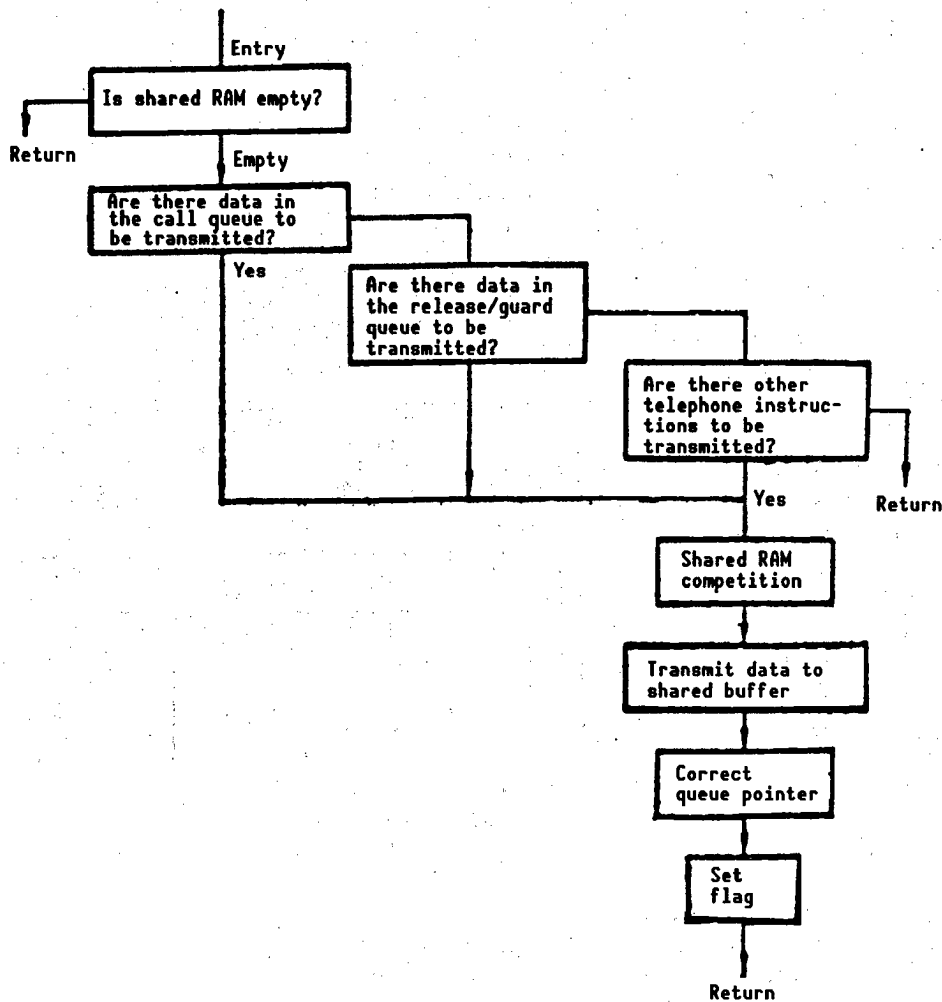 Entry
Is shared RAM empty?
Return
Empty
Are there data in
the call queue to
be transmitted?
Yes
Are there data in
the release/guard
queue to be
transmitted?
Are there other
telephone instruc-
tions to be
transmitted?
Yes
Return
Shared RAM
competition
Transmit data to
shared buffer
Correct
queue pointer
Set
flag
Return